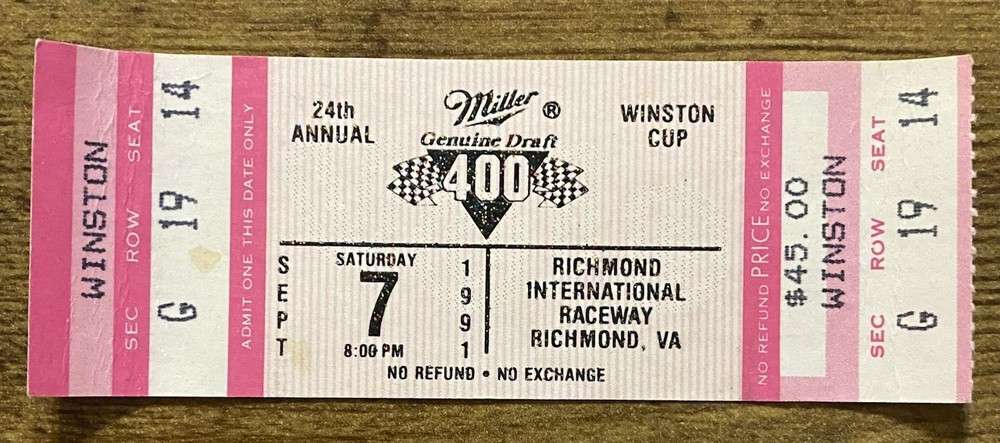 WINSTON
SEC ROW SEAT
G 19 14
ADMIT ONE THIS DATE ONLY
24th
ANNUAL
Miller ®
Genuine Draft
400
WINSTON
CUP
SEPT
SATURDAY
7
8:00 PM
1991
RICHMOND
INTERNATIONAL
RACEWAY
RICHMOND, VA
NO REFUND • NO EXCHANGE
NO REFUND PRICE NO EXCHANGE
$45.00
WINSTON
SEC ROW SEAT
G 19 14